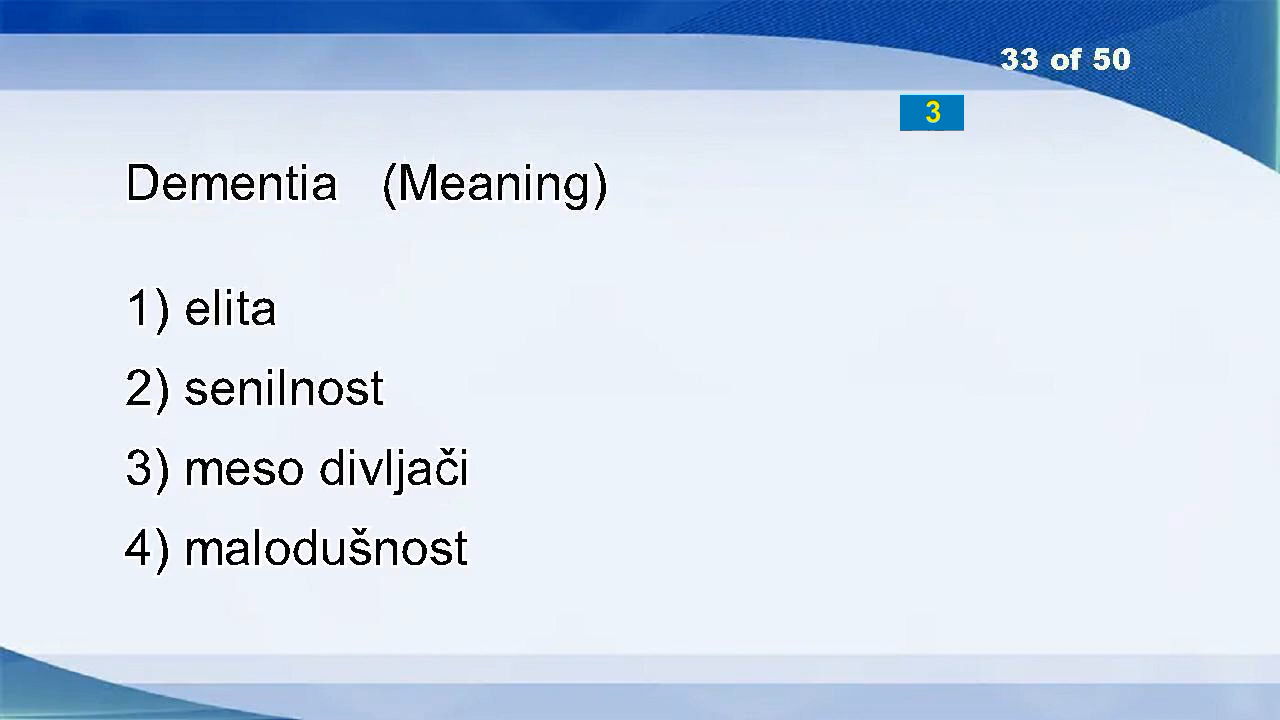 33 of 50
3
Dementia (Meaning)
1) elita
2) senilnost
3) meso divljači
4) malodušnost